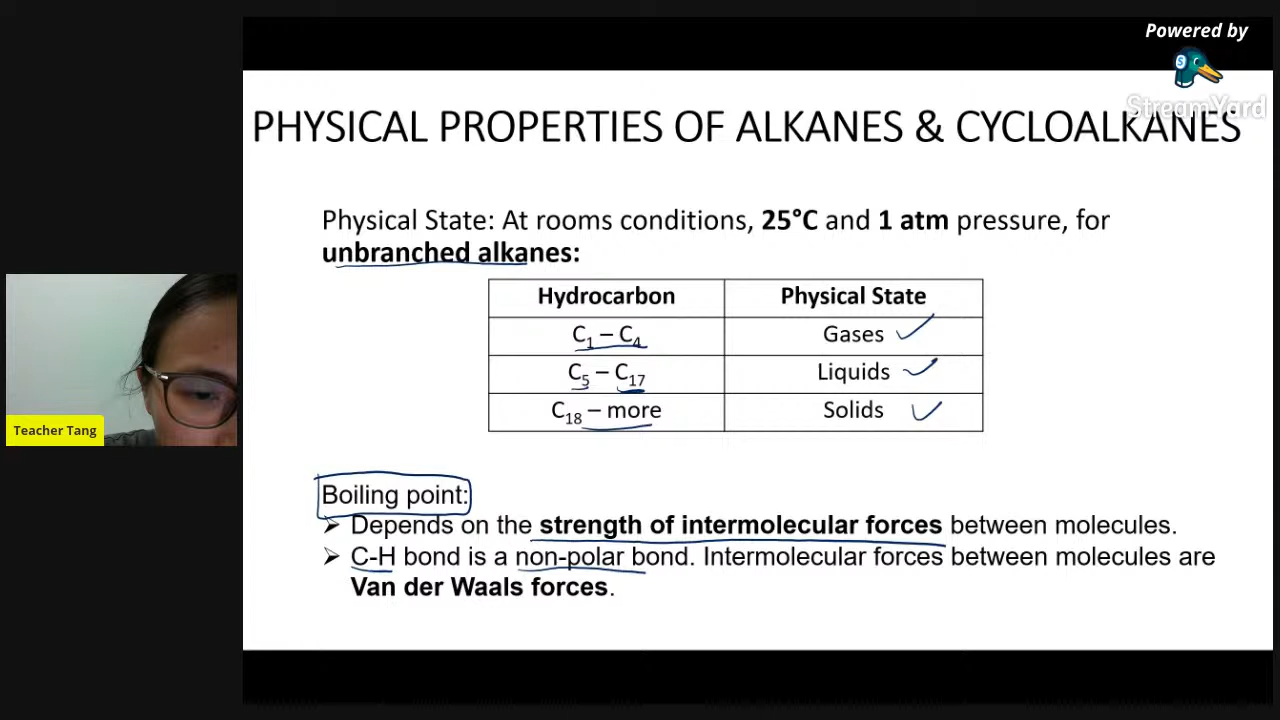 Powered by
StreamYard
PHYSICAL PROPERTIES OF ALKANES & CYCLOALKANES
Physical State: At rooms conditions, 25°C and 1 atm pressure, for
unbranched alkanes:
Hydrocarbon Physical State
C₁ – C₄ Gases
C₅ – C₁₇ Liquids
C₁₈ – more Solids
Teacher Tang
Boiling point:
➢ Depends on the strength of intermolecular forces between molecules.
➢ C-H bond is a non-polar bond. Intermolecular forces between molecules are
Van der Waals forces.